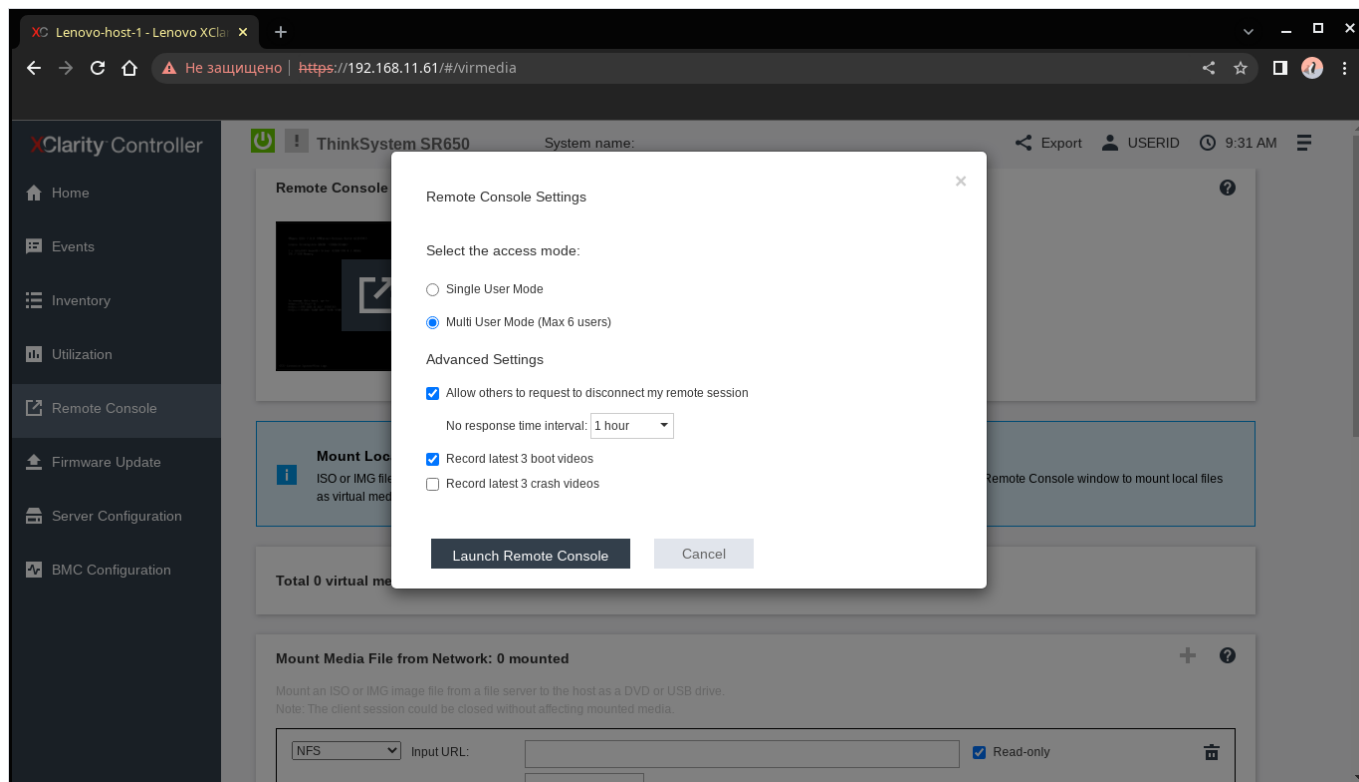 XC Lenovo-host-1 - Lenovo XCla
Не защищено | https://192.168.11.61/#/virmedia
XClarity Controller
ThinkSystem SR650
System name:
Export
USERID
9:31 AM
Home
Events
Inventory
Utilization
Remote Console
Firmware Update
Server Configuration
BMC Configuration
Remote Console
Remote Console Settings
Select the access mode:
Single User Mode
Multi User Mode (Max 6 users)
Advanced Settings
Allow others to request to disconnect my remote session
No response time interval: 1 hour
Record latest 3 boot videos
Record latest 3 crash videos
Launch Remote Console
Cancel
Mount Loc
ISO or IMG file
Remote Console window to mount local files
as virtual med
Total 0 virtual me
Mount Media File from Network: 0 mounted
Mount an ISO or IMG image file from a file server to the host as a DVD or USB drive.
Note: The client session could be closed without affecting mounted media.
NFS
Input URL:
Read-only